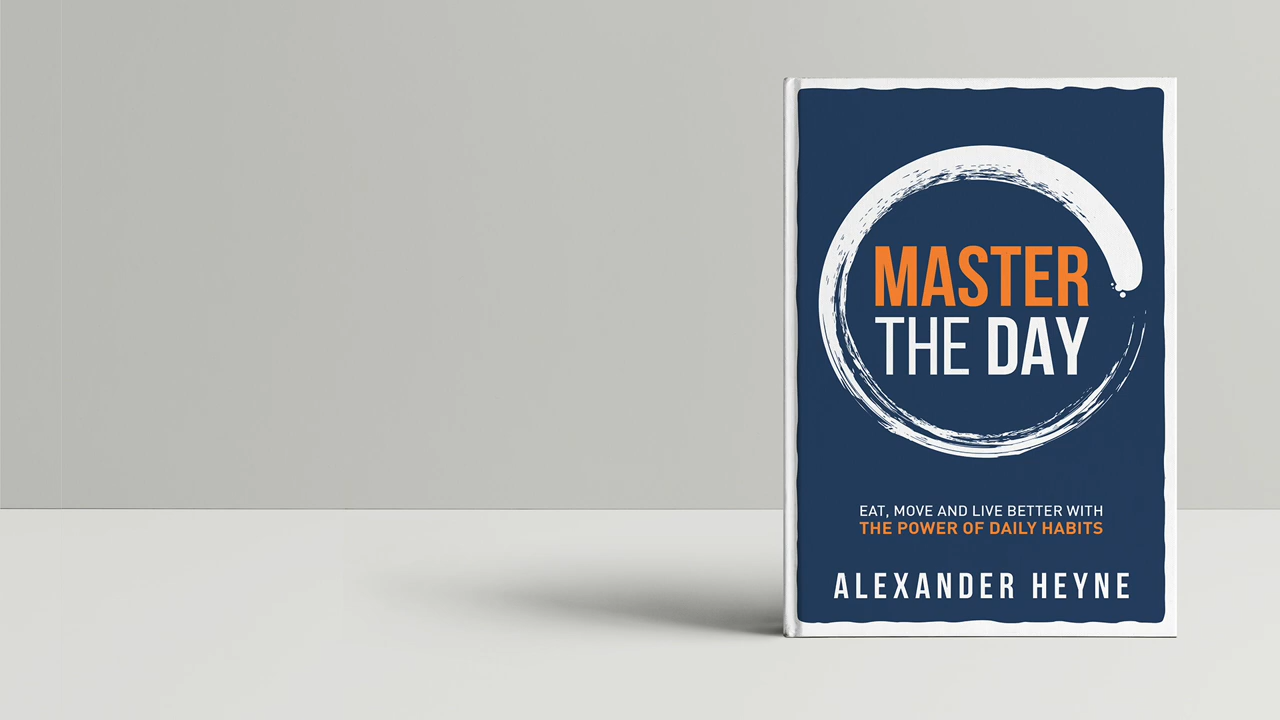 MASTER
THE DAY
EAT, MOVE AND LIVE BETTER WITH
THE POWER OF DAILY HABITS
ALEXANDER HEYNE